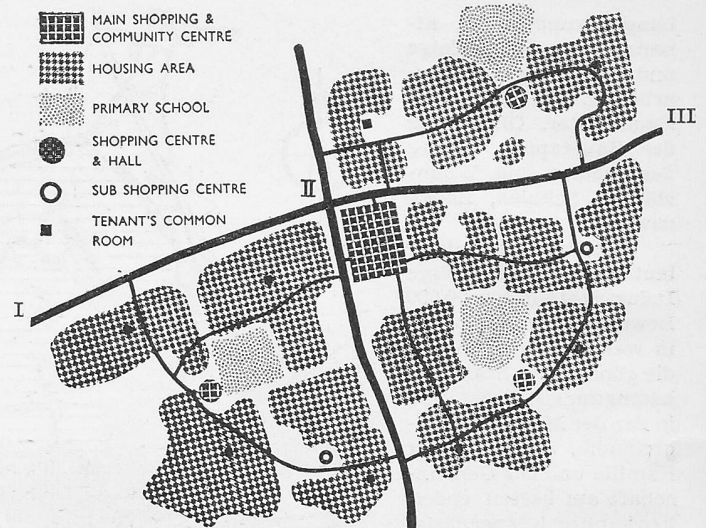 MAIN SHOPPING &
COMMUNITY CENTRE
HOUSING AREA
PRIMARY SCHOOL
SHOPPING CENTRE
& HALL
SUB SHOPPING CENTRE
TENANT'S COMMON
ROOM
III
II
I